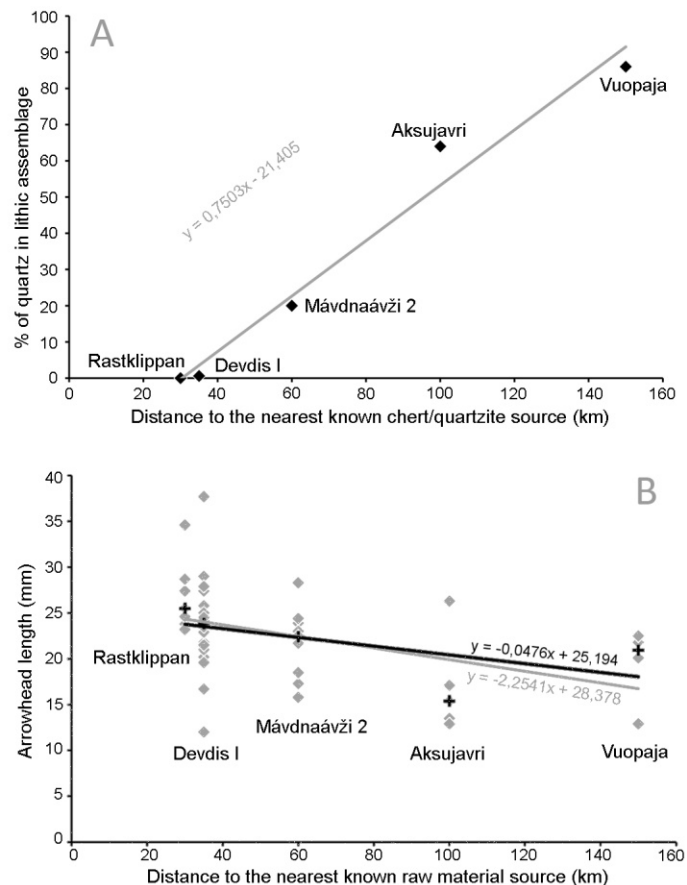 A
% of quartz in lithic assemblage
100
90
80
70
60
50
40
30
20
10
0
y = 0,7503x - 21,405
Vuopaja
Aksujavri
Mávdnaávži 2
Rastklippan
Devdis I
0 20 40 60 80 100 120 140 160
Distance to the nearest known chert/quartzite source (km)
B
Arrowhead length (mm)
40
35
30
25
20
15
10
5
0
y = -0,0476x + 25,194
y = -2,2541x + 28,378
Rastklippan
Devdis I
Mávdnaávži 2
Aksujavri
Vuopaja
0 20 40 60 80 100 120 140 160
Distance to the nearest known raw material source (km)